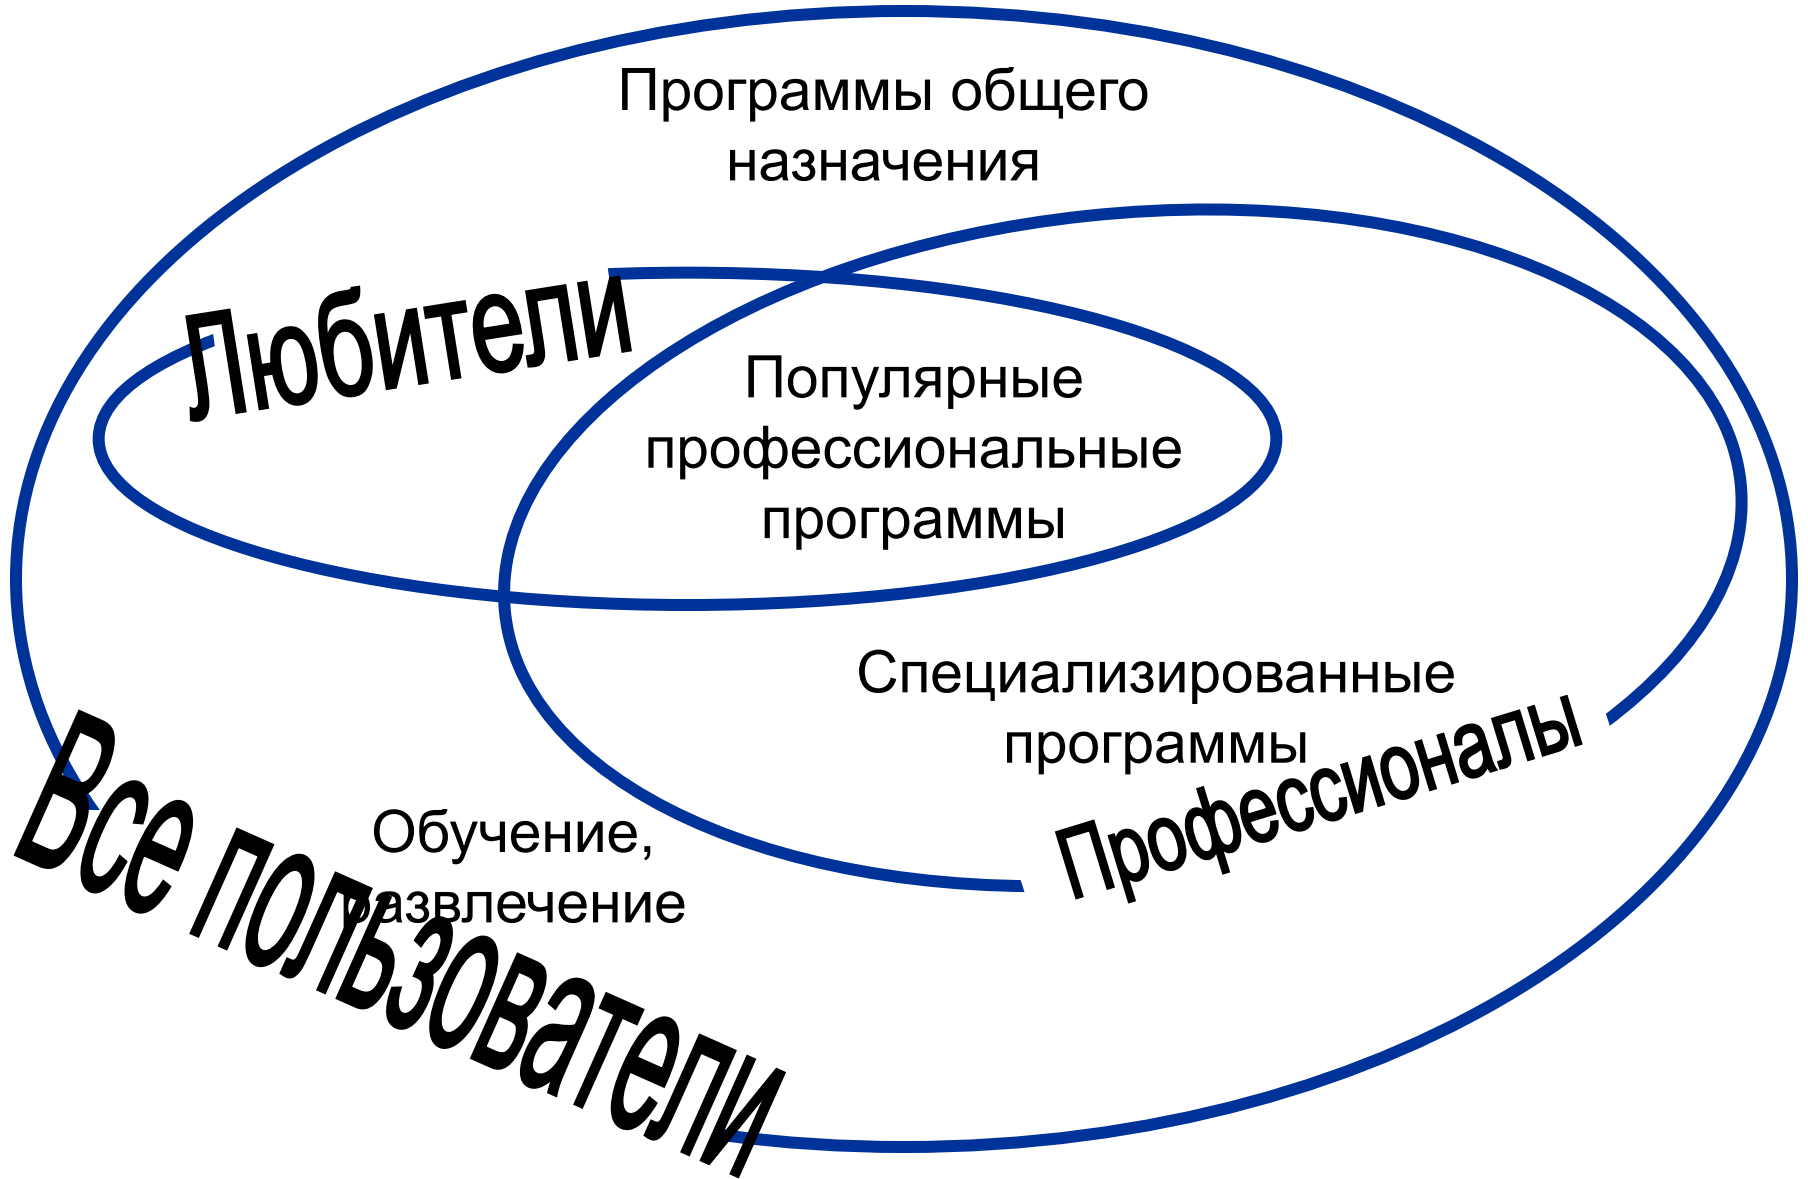 Программы общего
назначения
Любители
Популярные
профессиональные
программы
Специализированные
программы
Профессионалы
Обучение,
развлечение
Все пользователи